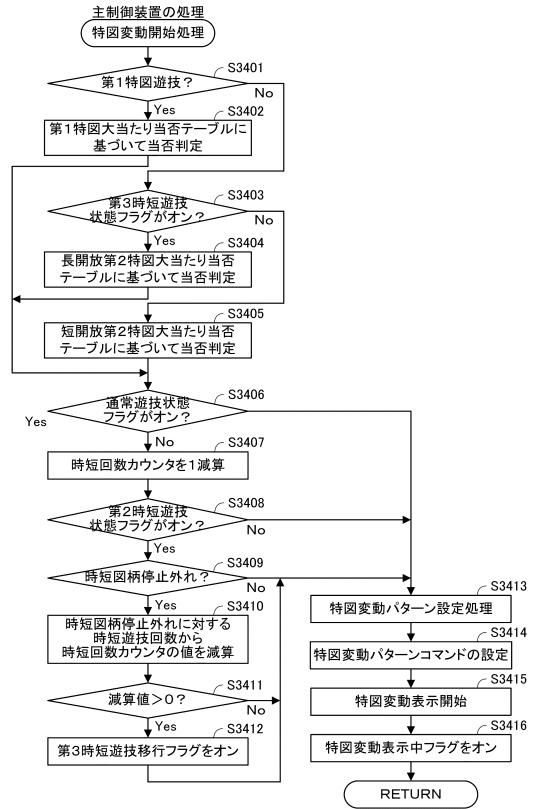 主制御装置の処理
特図変動開始処理
S3401
第1特図遊技?
No
Yes
S3402
第1特図大当たり当否テーブルに
基づいて当否判定
S3403
第3時短遊技
状態フラグがオン?
No
Yes
S3404
長開放第2特図大当たり当否
テーブルに基づいて当否判定
S3405
短開放第2特図大当たり当否
テーブルに基づいて当否判定
S3406
通常遊技状態
フラグがオン?
Yes
No
S3407
時短回数カウンタを1減算
S3408
第2時短遊技
状態フラグがオン?
No
Yes
S3409
時短図柄停止外れ?
No
Yes
S3410
時短図柄停止外れに対する
時短遊技回数から
時短回数カウンタの値を減算
S3411
減算値>0?
No
Yes
S3412
第3時短遊技移行フラグをオン
S3413
特図変動パターン設定処理
S3414
特図変動パターンコマンドの設定
S3415
特図変動表示開始
S3416
特図変動表示中フラグをオン
RETURN